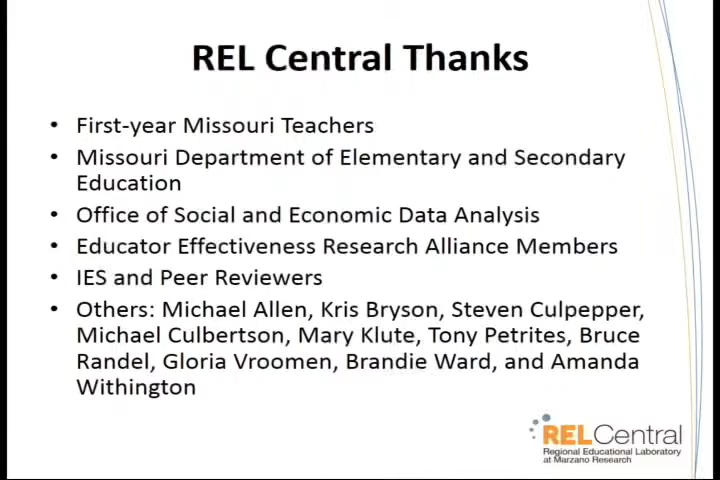 REL Central Thanks
• First-year Missouri Teachers
• Missouri Department of Elementary and Secondary
Education
• Office of Social and Economic Data Analysis
• Educator Effectiveness Research Alliance Members
• IES and Peer Reviewers
• Others: Michael Allen, Kris Bryson, Steven Culpepper,
Michael Culbertson, Mary Klute, Tony Petrites, Bruce
Randel, Gloria Vroomen, Brandie Ward, and Amanda
Withington
RELCentral
Regional Educational Laboratory
at Marzano Research